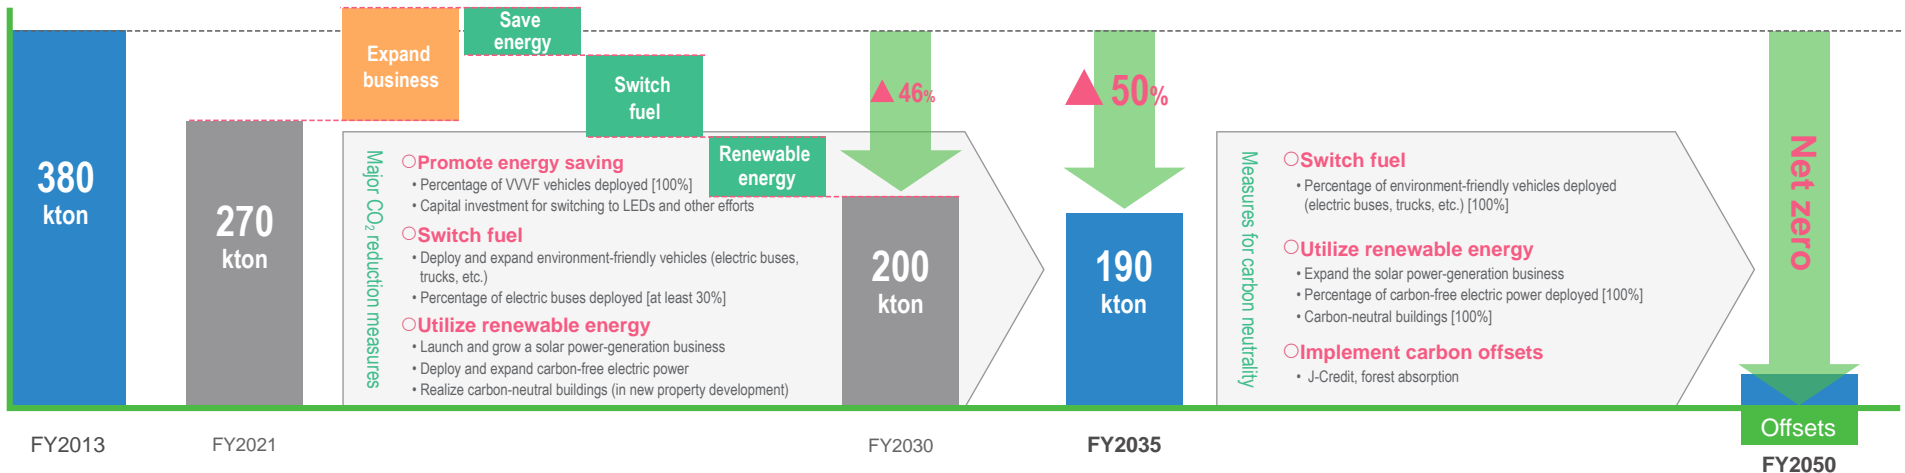 380
kton
270
kton
Expand
business
Save
energy
Switch
fuel
Renewable
energy
Major CO₂ reduction measures
○Promote energy saving
• Percentage of VVVF vehicles deployed [100%]
• Capital investment for switching to LEDs and other efforts
○Switch fuel
• Deploy and expand environment-friendly vehicles (electric buses,
trucks, etc.)
• Percentage of electric buses deployed [at least 30%]
○Utilize renewable energy
• Launch and grow a solar power-generation business
• Deploy and expand carbon-free electric power
• Realize carbon-neutral buildings (in new property development)
▲ 46%
200
kton
▲ 50%
190
kton
Measures for carbon neutrality
○Switch fuel
• Percentage of environment-friendly vehicles deployed
(electric buses, trucks, etc.) [100%]
○Utilize renewable energy
• Expand the solar power-generation business
• Percentage of carbon-free electric power deployed [100%]
• Carbon-neutral buildings [100%]
○Implement carbon offsets
• J-Credit, forest absorption
Net zero
Offsets
FY2013
FY2021
FY2030
FY2035
FY2050